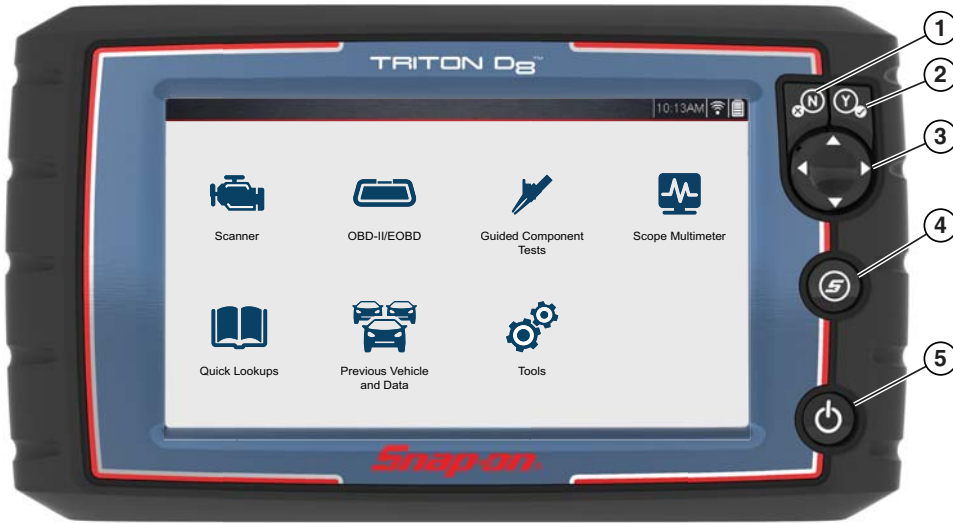 TRITON D8™
1
2
3
4
5
N
Y
10:13AM
Scanner
OBD-II/EOBD
Guided Component
Tests
Scope Multimeter
Quick Lookups
Previous Vehicle
and Data
Tools
S
Snap-on®